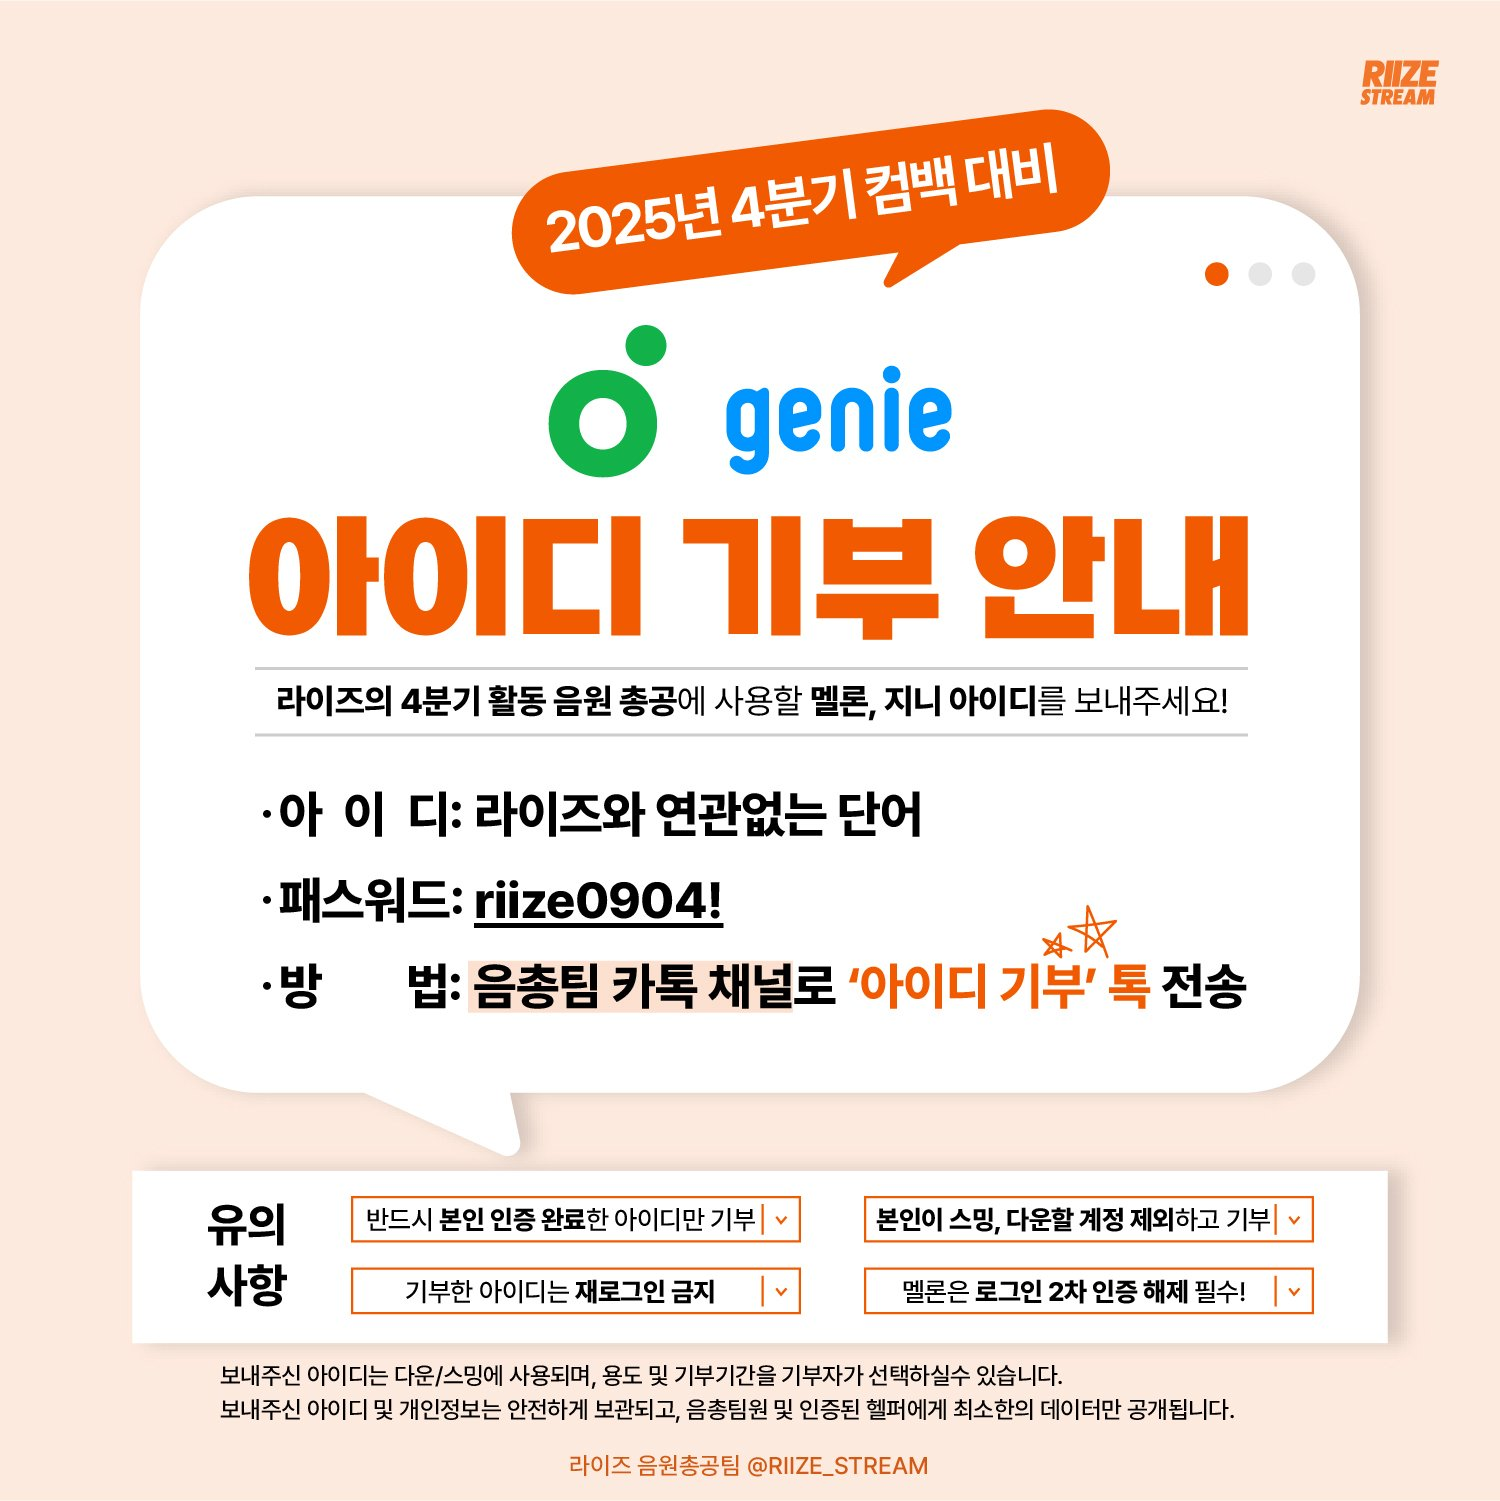 RIIZE
STREAM
2025년 4분기 컴백 대비
genie
아이디 기부 안내
라이즈의 4분기 활동 음원 총공에 사용할 멜론, 지니 아이디를 보내주세요!
· 아 이 디: 라이즈와 연관없는 단어
· 패스워드: riize0904!
· 방 법: 음총팀 카톡 채널로 ‘아이디 기부’ 톡 전송
유의
사항
반드시 본인 인증 완료한 아이디만 기부
본인이 스밍, 다운할 계정 제외하고 기부
기부한 아이디는 재로그인 금지
멜론은 로그인 2차 인증 해제 필수!
보내주신 아이디는 다운/스밍에 사용되며, 용도 및 기부기간을 기부자가 선택하실수 있습니다.
보내주신 아이디 및 개인정보는 안전하게 보관되고, 음총팀원 및 인증된 헬퍼에게 최소한의 데이터만 공개됩니다.
라이즈 음원총공팀 @RIIZE_STREAM